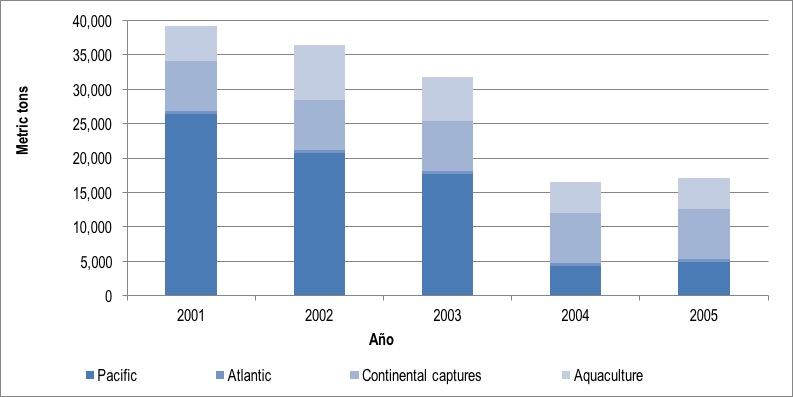 Metric tons
40,000
35,000
30,000
25,000
20,000
15,000
10,000
5,000
0
2001 2002 2003 2004 2005
Año
Pacific Atlantic Continental captures Aquaculture